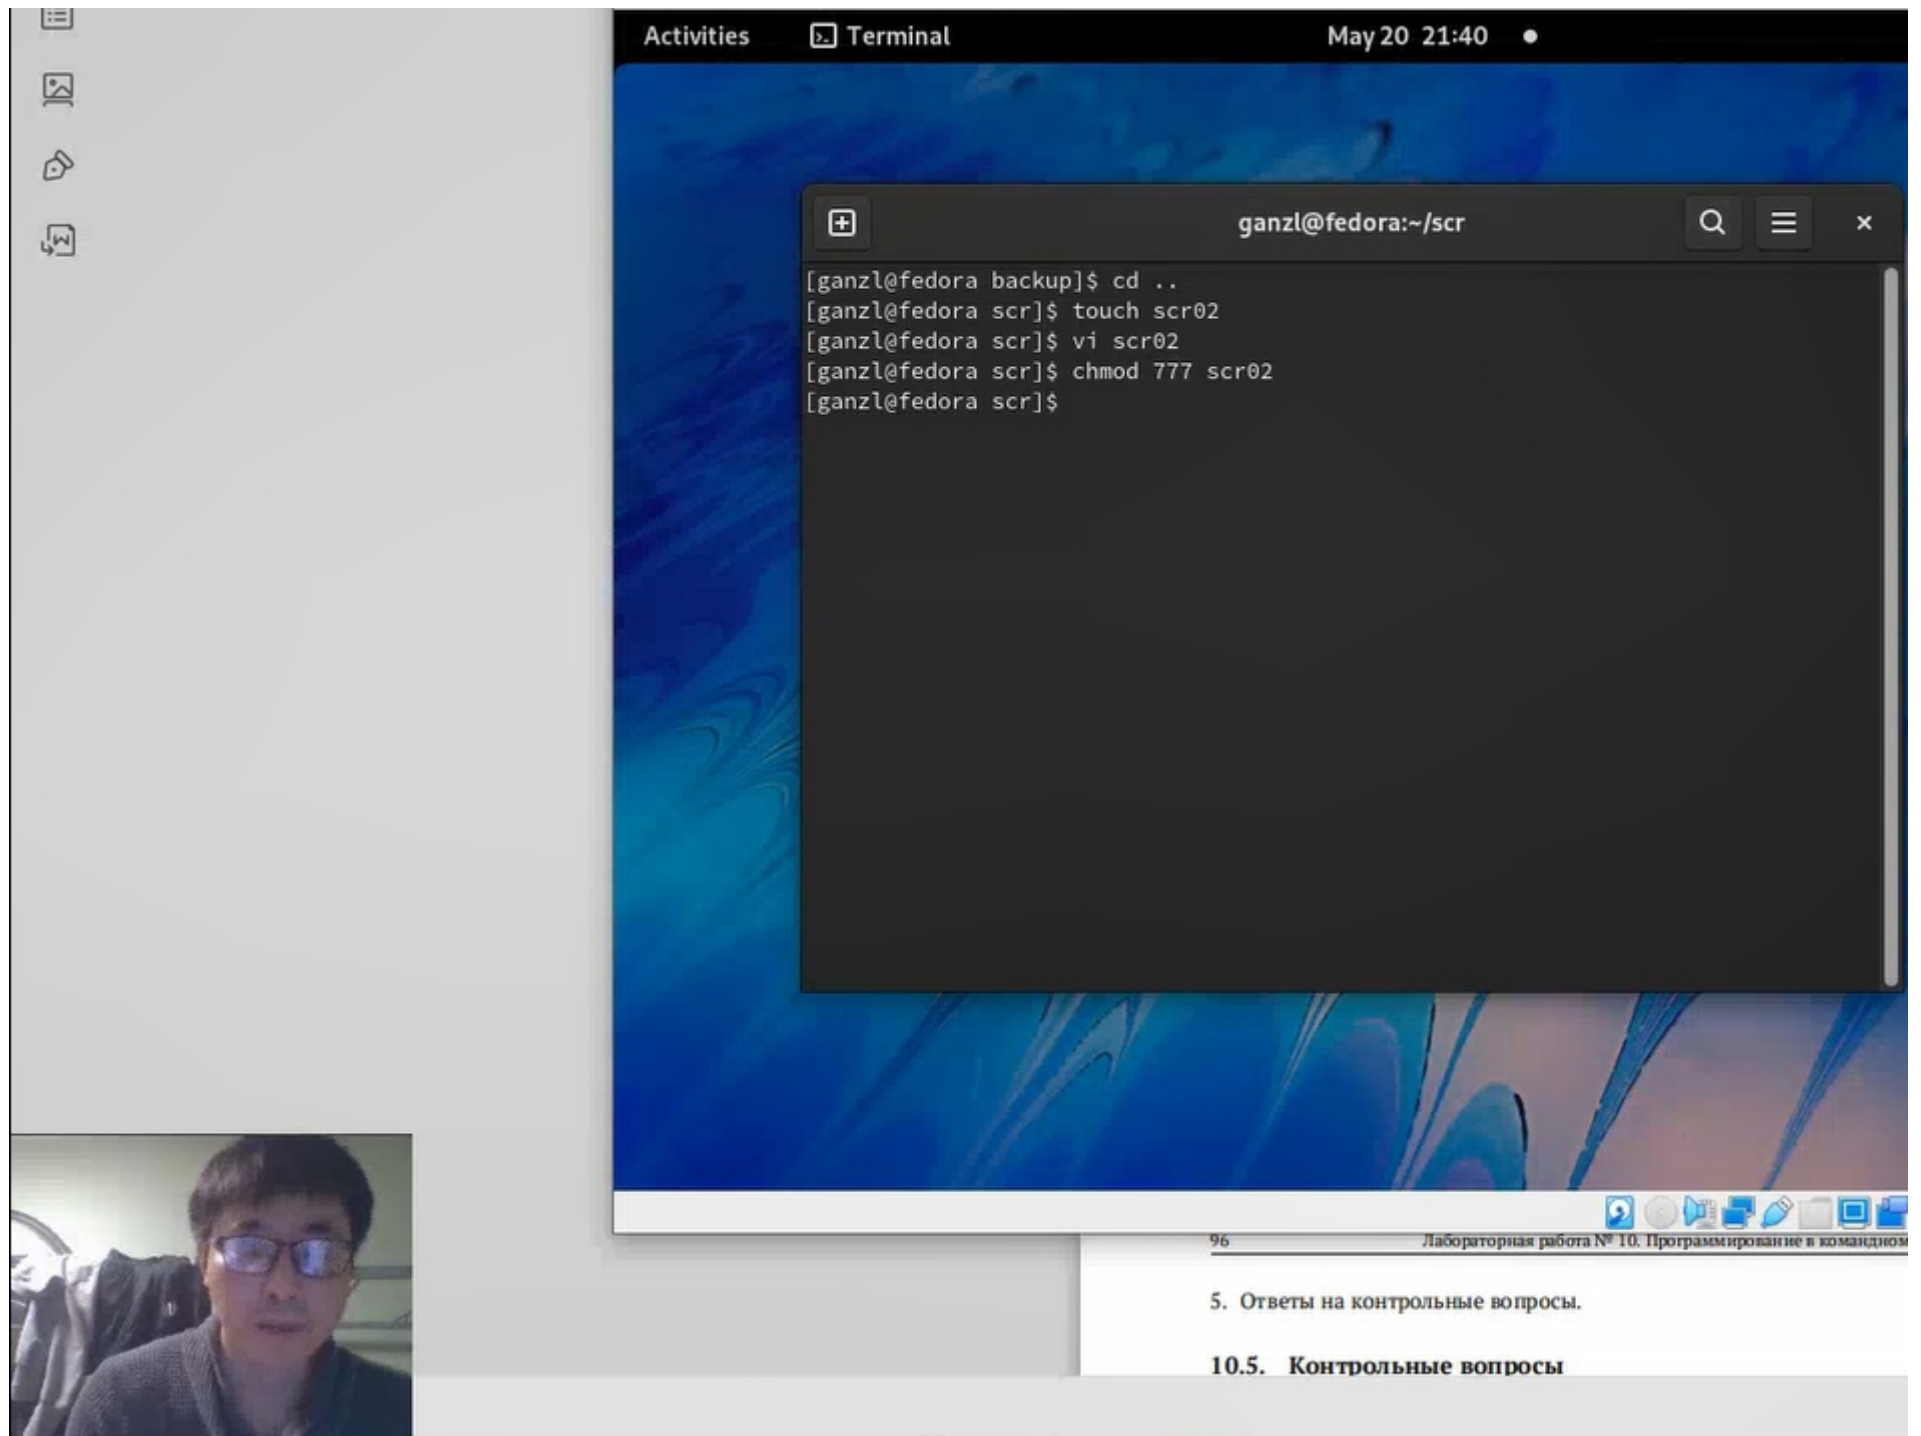 Activities Terminal May 20 21:40
ganzl@fedora:~/scr
[ganzl@fedora backup]$ cd ..
[ganzl@fedora scr]$ touch scr02
[ganzl@fedora scr]$ vi scr02
[ganzl@fedora scr]$ chmod 777 scr02
[ganzl@fedora scr]$
96 Лабораторная работа № 10. Программирование в командном
5. Ответы на контрольные вопросы.
10.5. Контрольные вопросы